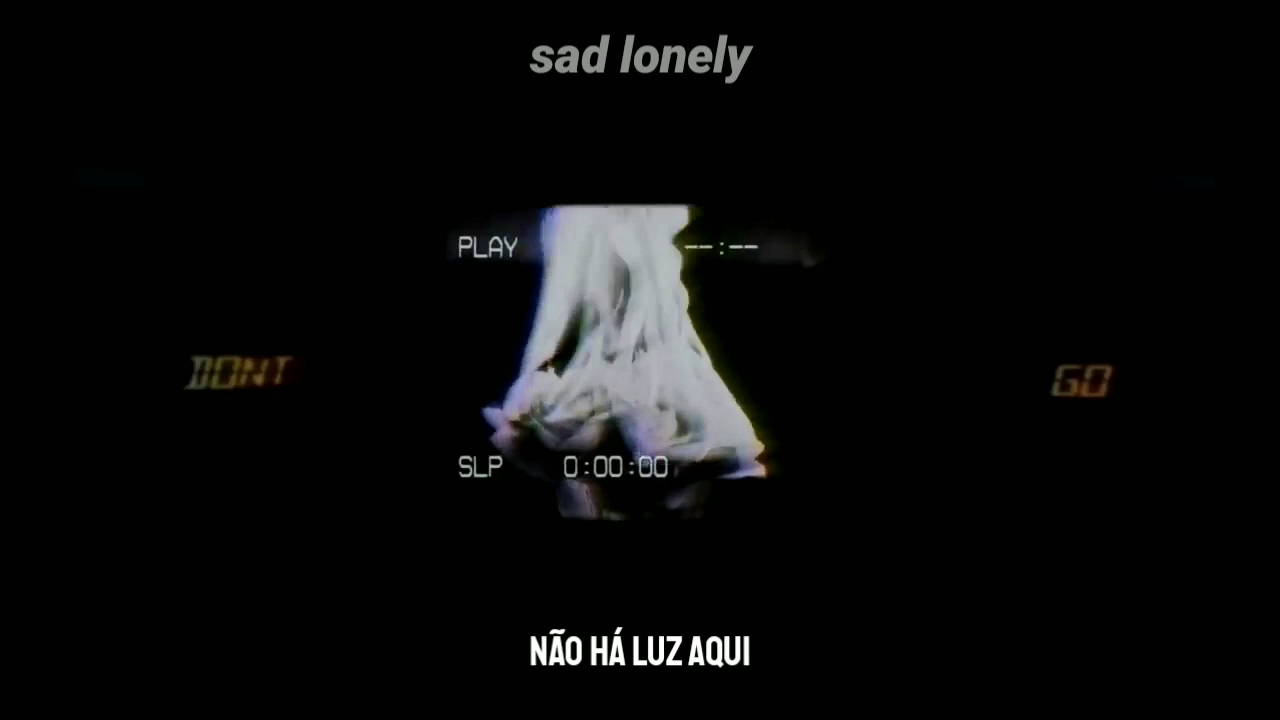 sad lonely
PLAY --:--
DONT GO
SLP 0:00:00
NÃO HÁ LUZ AQUI